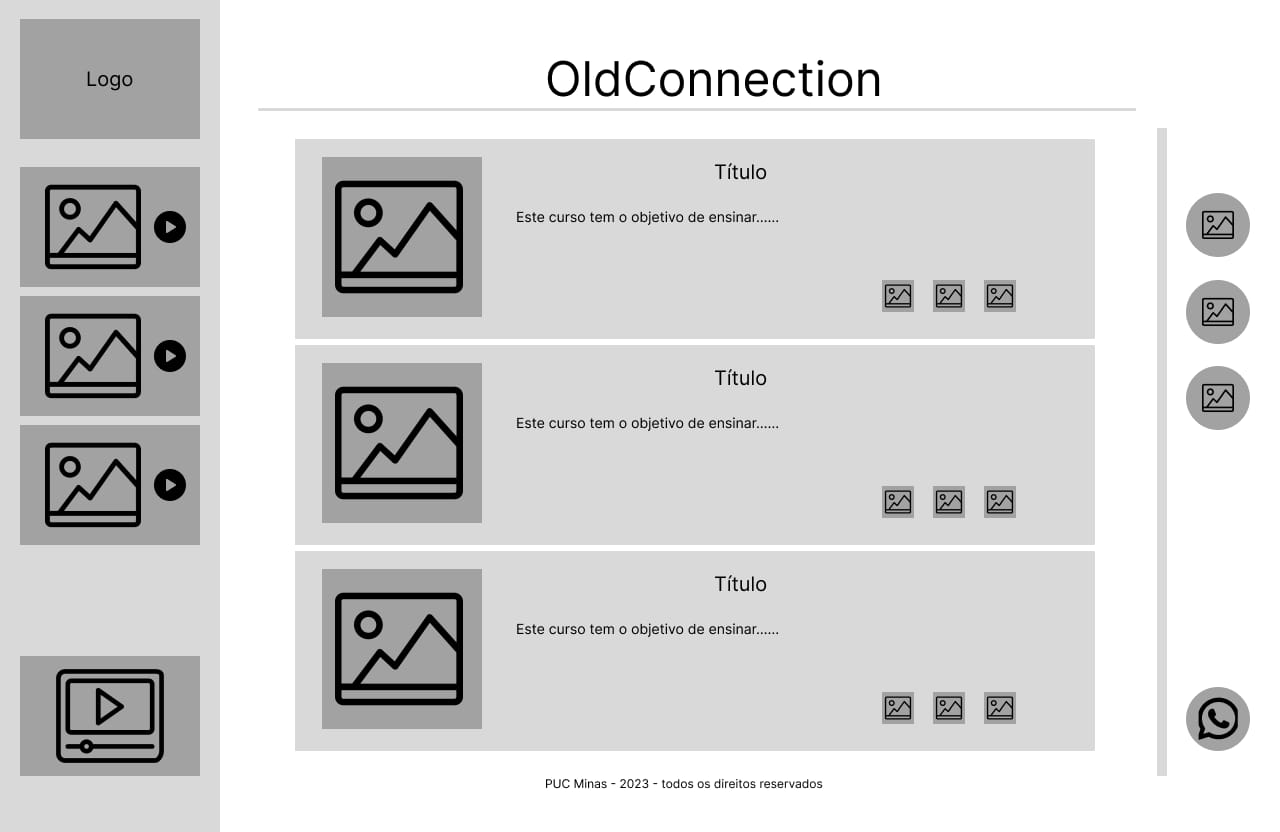 Logo
OldConnection
Título
Este curso tem o objetivo de ensinar......
Título
Este curso tem o objetivo de ensinar......
Título
Este curso tem o objetivo de ensinar......
PUC Minas - 2023 - todos os direitos reservados